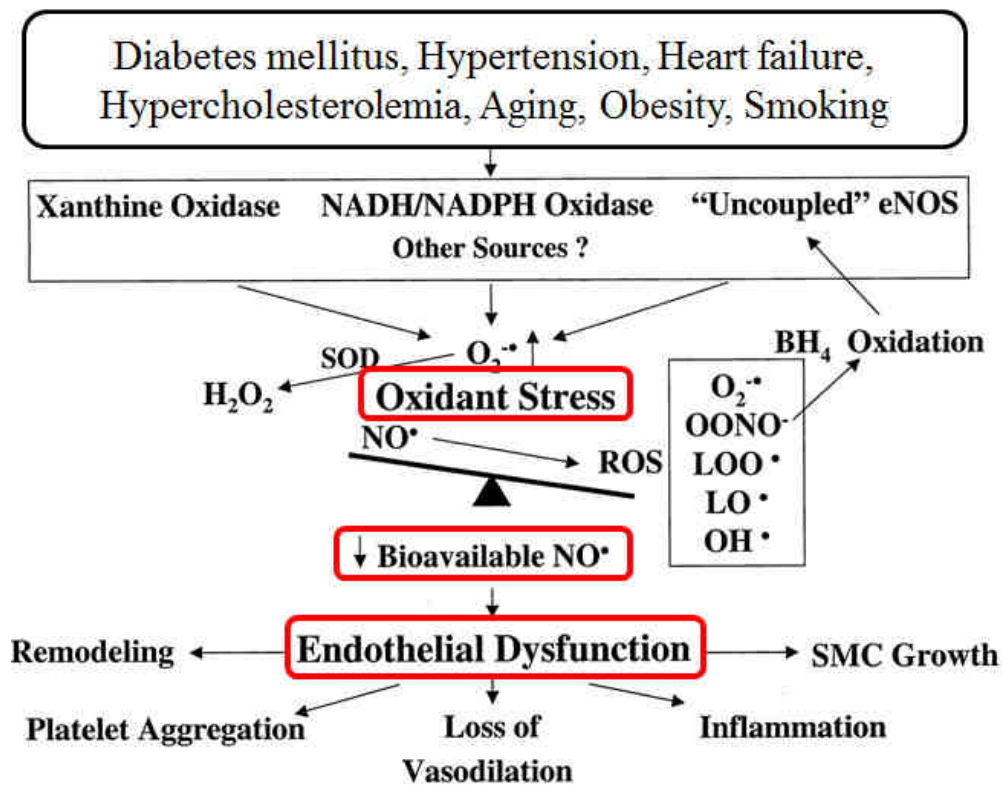 Diabetes mellitus, Hypertension, Heart failure,
Hypercholesterolemia, Aging, Obesity, Smoking
Xanthine Oxidase NADH/NADPH Oxidase “Uncoupled” eNOS
Other Sources ?
O₂⁻• ↑
SOD
H₂O₂
BH₄ Oxidation
Oxidant Stress
NO•
ROS
O₂⁻•
OONO⁻
LOO •
LO •
OH •
↓ Bioavailable NO•
Endothelial Dysfunction
Remodeling
SMC Growth
Platelet Aggregation
Loss of
Vasodilation
Inflammation